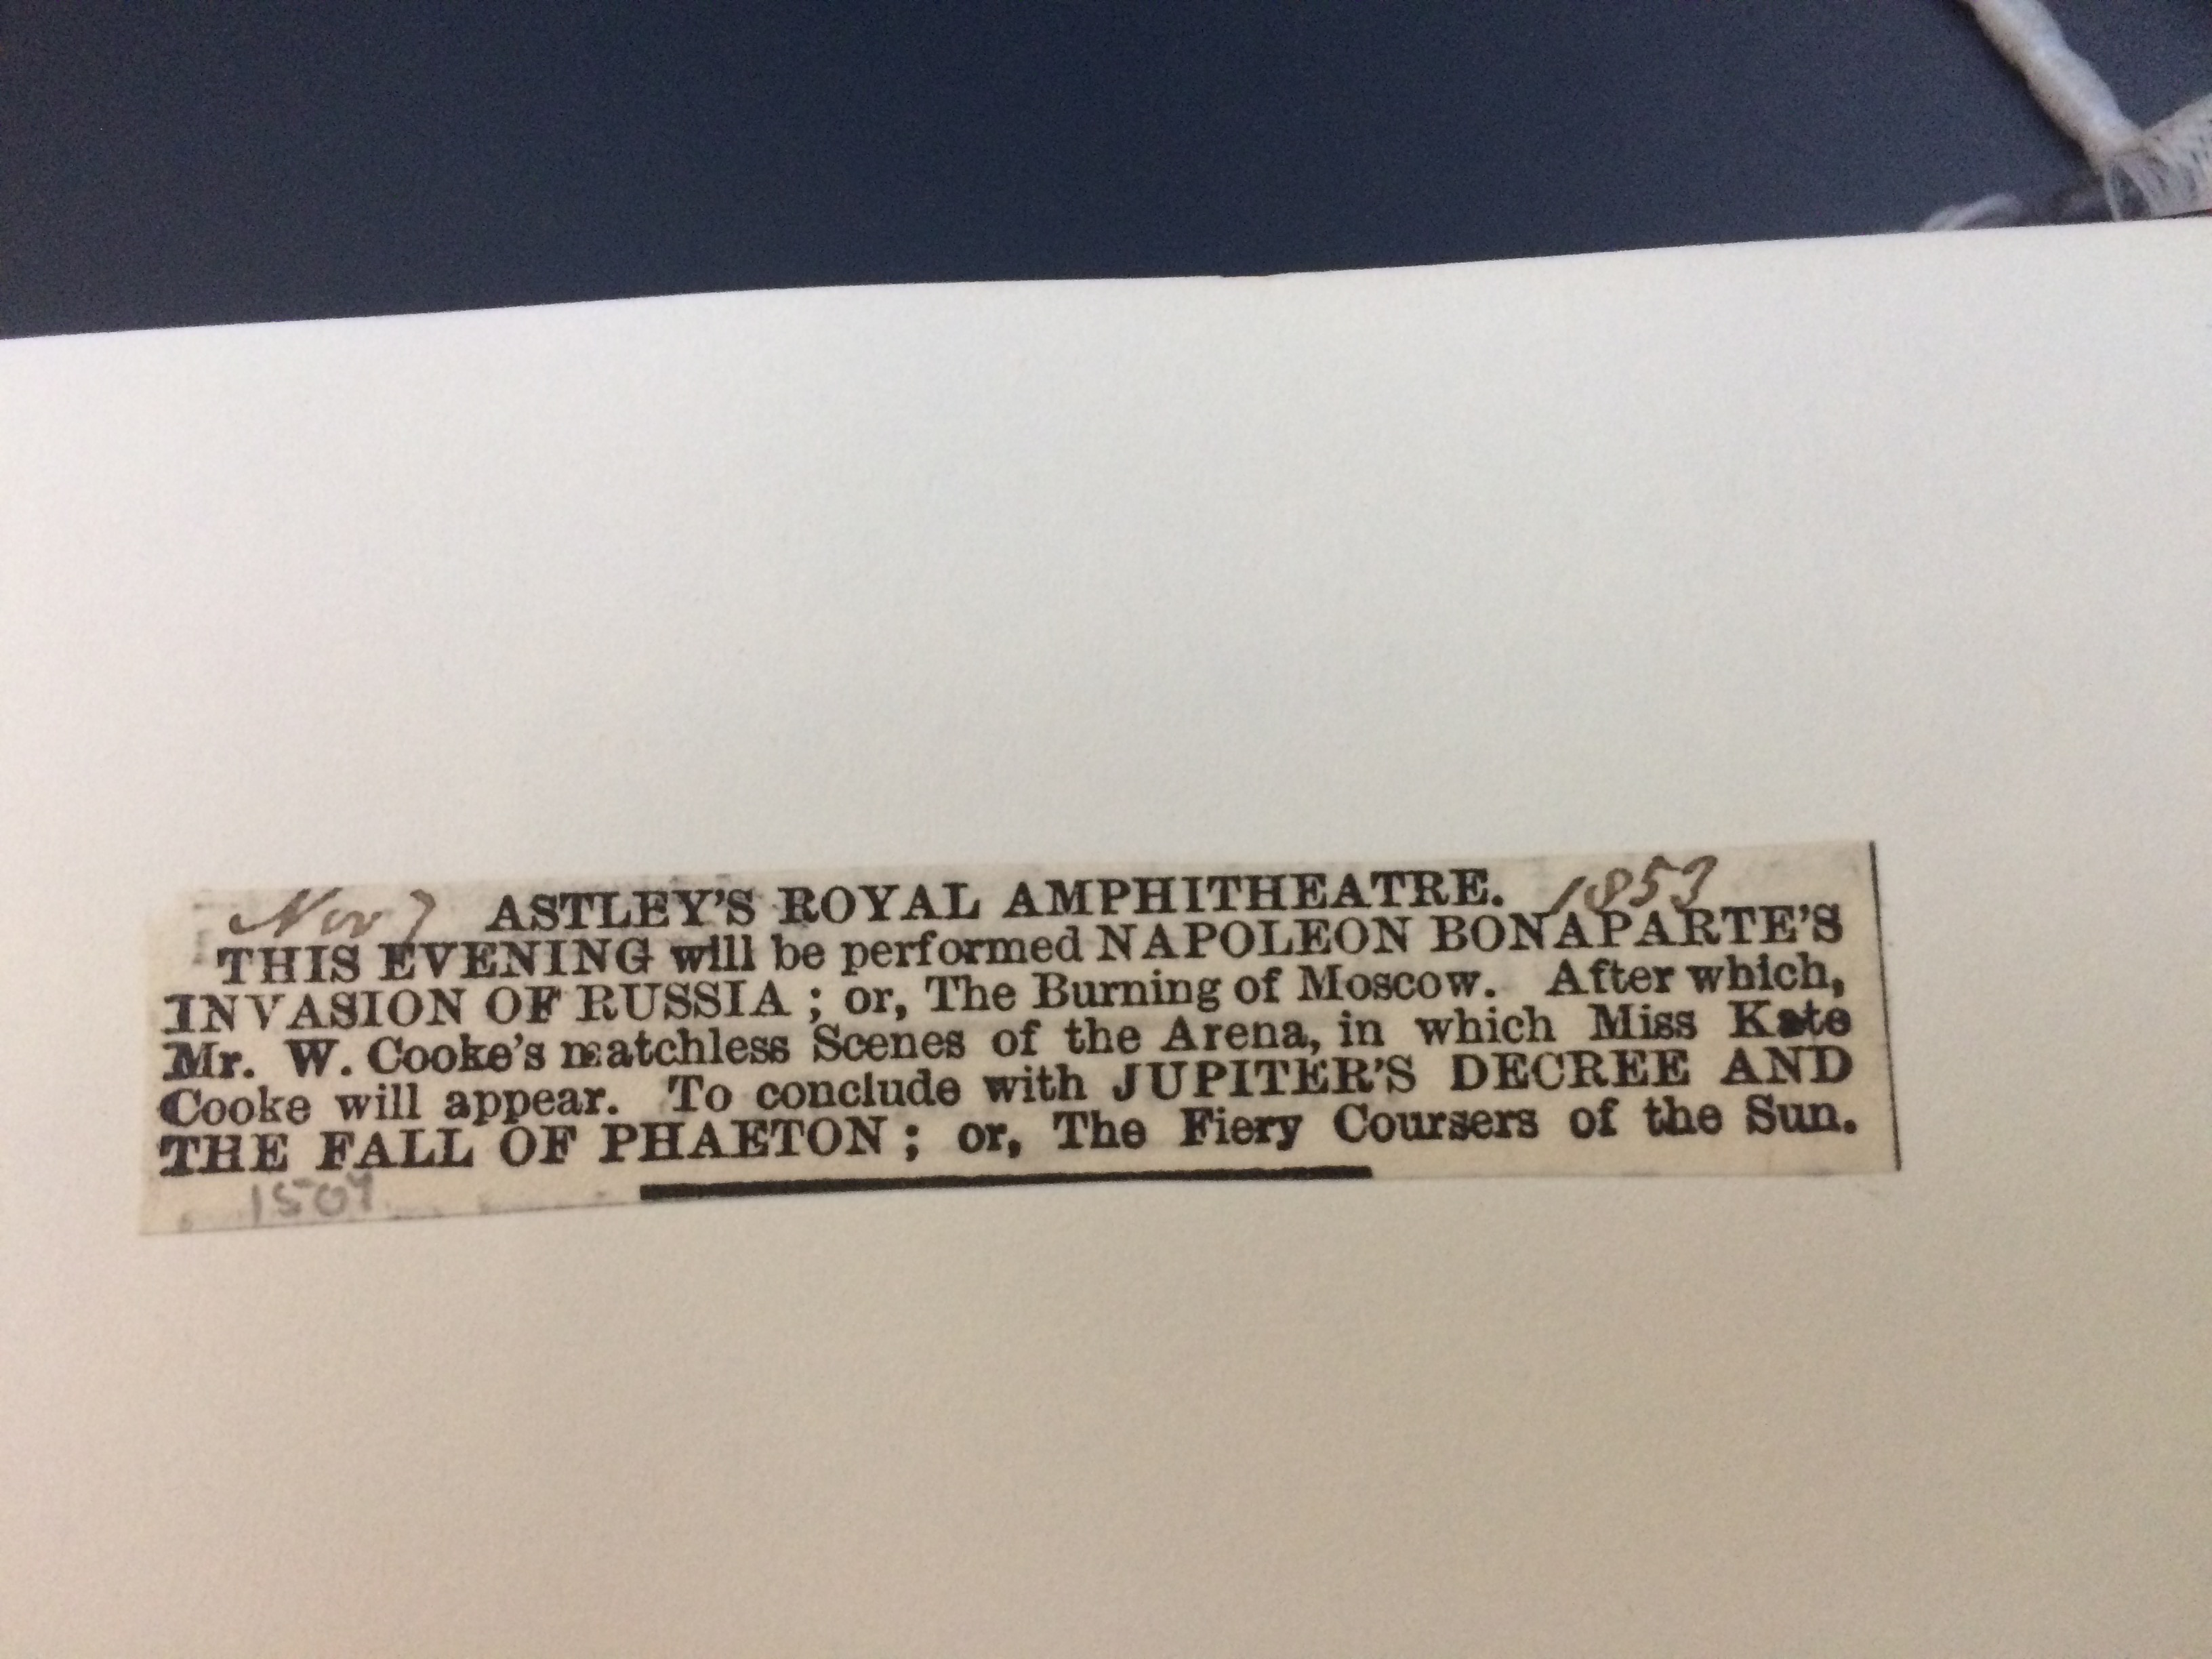 Nov 7 ASTLEY'S ROYAL AMPHITHEATRE. 1853
THIS EVENING will be performed NAPOLEON BONAPARTE'S
INVASION OF RUSSIA; or, The Burning of Moscow. After which,
Mr. W. Cooke's matchless Scenes of the Arena, in which Miss Kate
Cooke will appear. To conclude with JUPITER'S DECREE AND
THE FALL OF PHAETON; or, The Fiery Coursers of the Sun.
1507